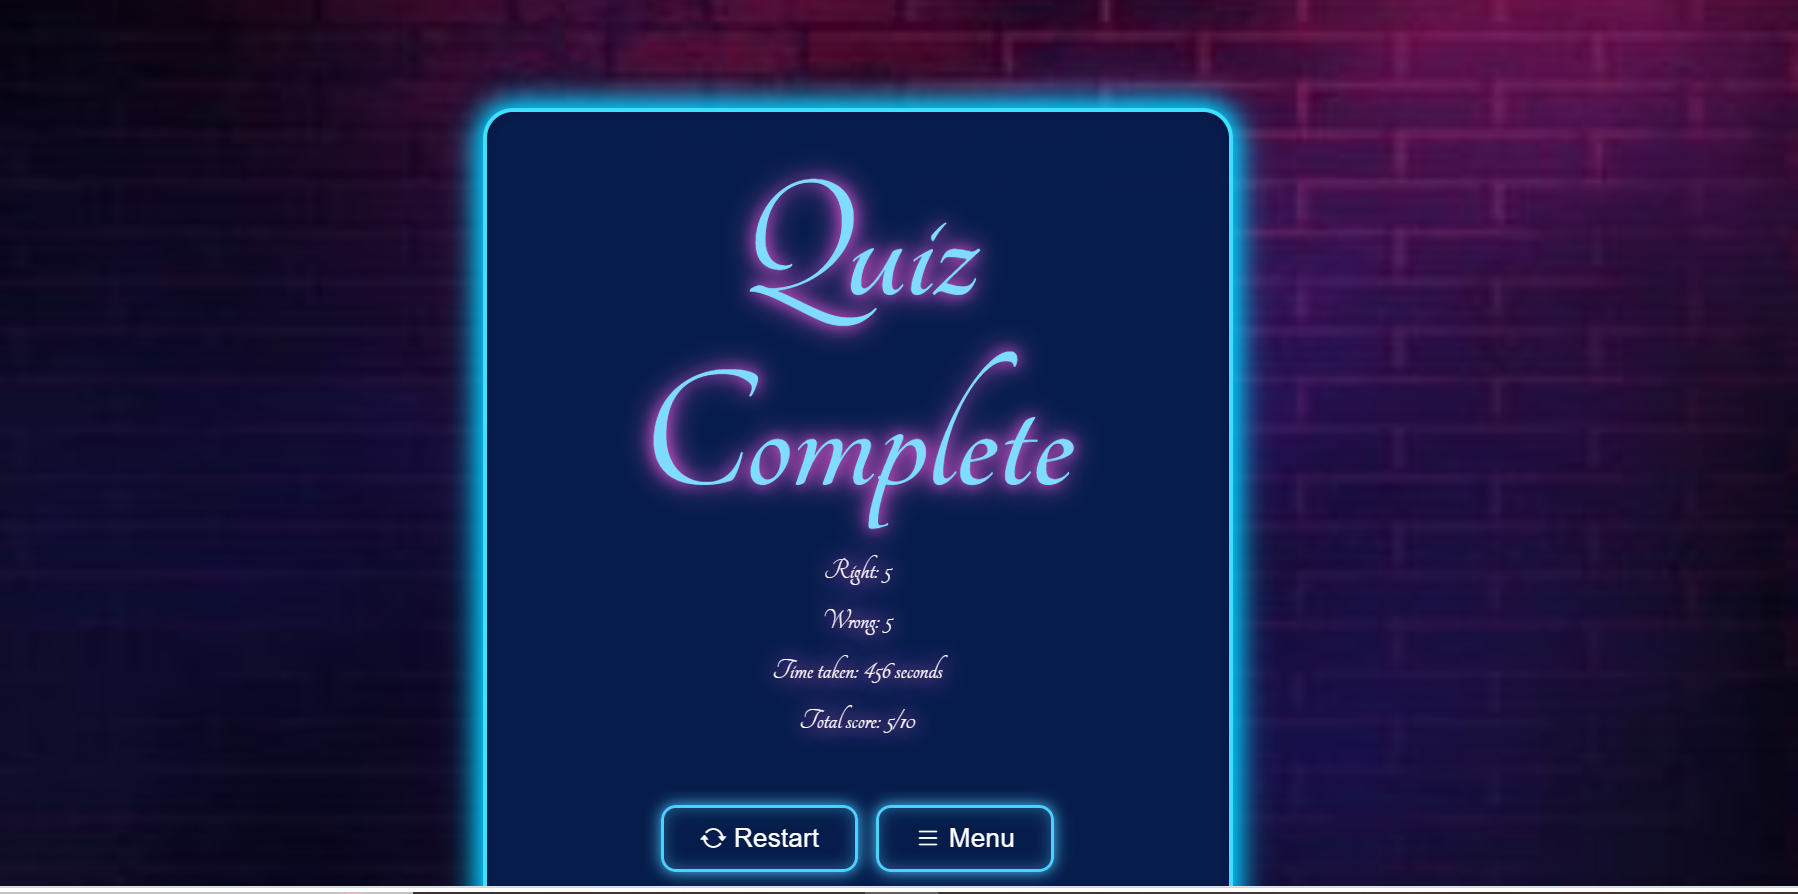 Quiz
Complete
Right: 5
Wrong: 5
Time taken: 456 seconds
Total score: 5/10
Restart
Menu